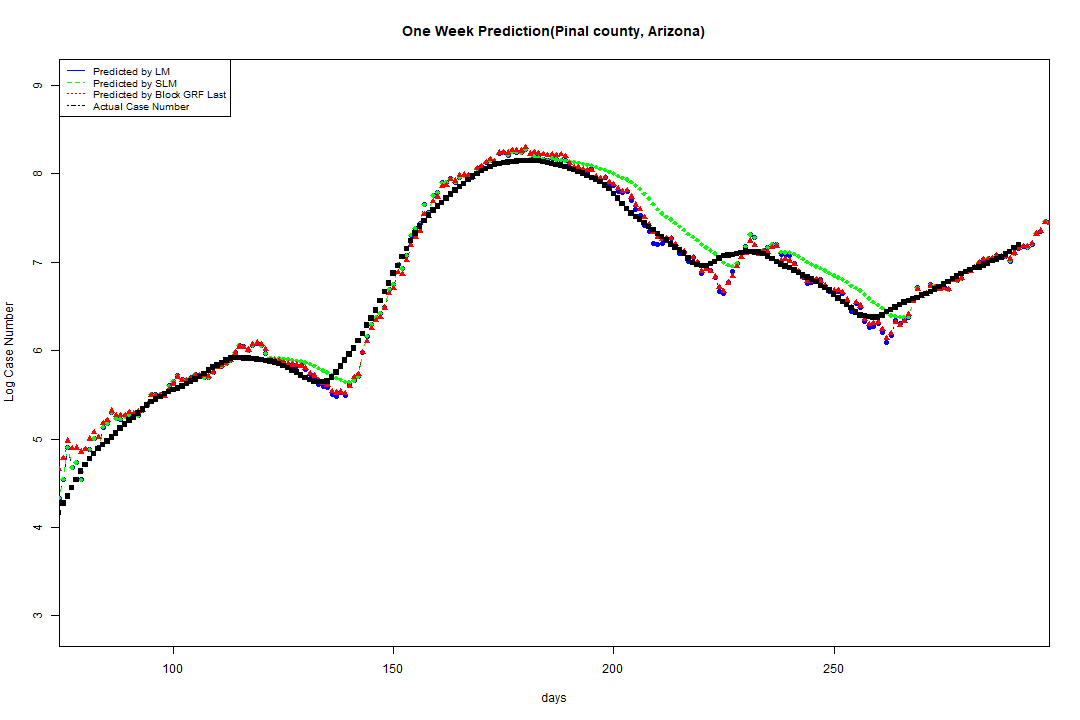 One Week Prediction(Pinal county, Arizona)
Predicted by LM
Predicted by SLM
Predicted by Block GRF Last
Actual Case Number
9
8
7
6
5
4
3
Log Case Number
100 150 200 250
days